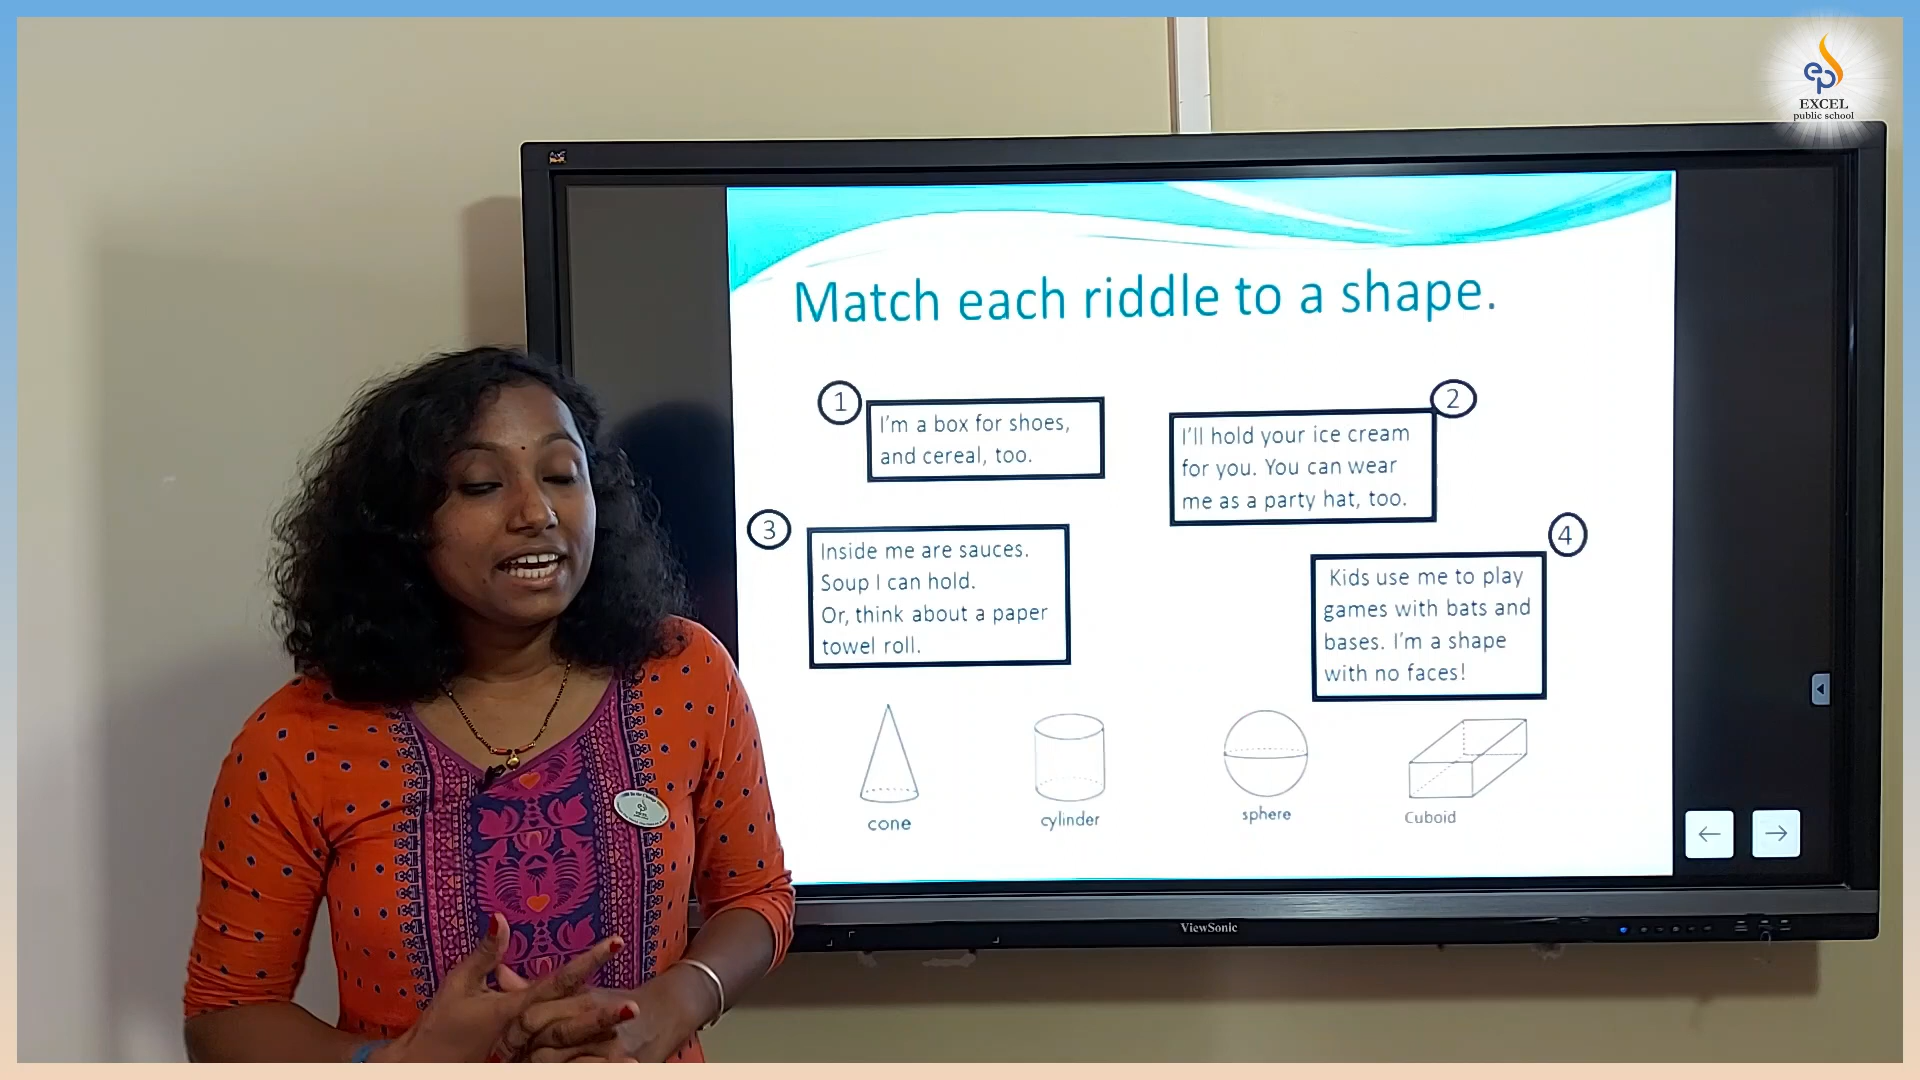 EXCEL
public school
Match each riddle to a shape.
1
I'm a box for shoes,
and cereal, too.
2
I'll hold your ice cream
for you. You can wear
me as a party hat, too.
3
Inside me are sauces.
Soup I can hold.
Or, think about a paper
towel roll.
4
Kids use me to play
games with bats and
bases. I'm a shape
with no faces!
cone
cylinder
sphere
Cuboid
ViewSonic